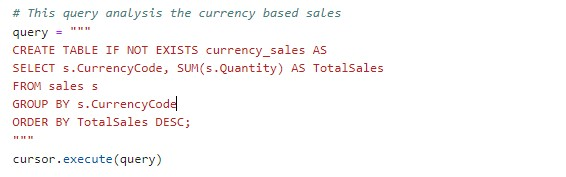 # This query analysis the currency based sales
query = """
CREATE TABLE IF NOT EXISTS currency_sales AS
SELECT s.CurrencyCode, SUM(s.Quantity) AS TotalSales
FROM sales s
GROUP BY s.CurrencyCode
ORDER BY TotalSales DESC;
"""
cursor.execute(query)